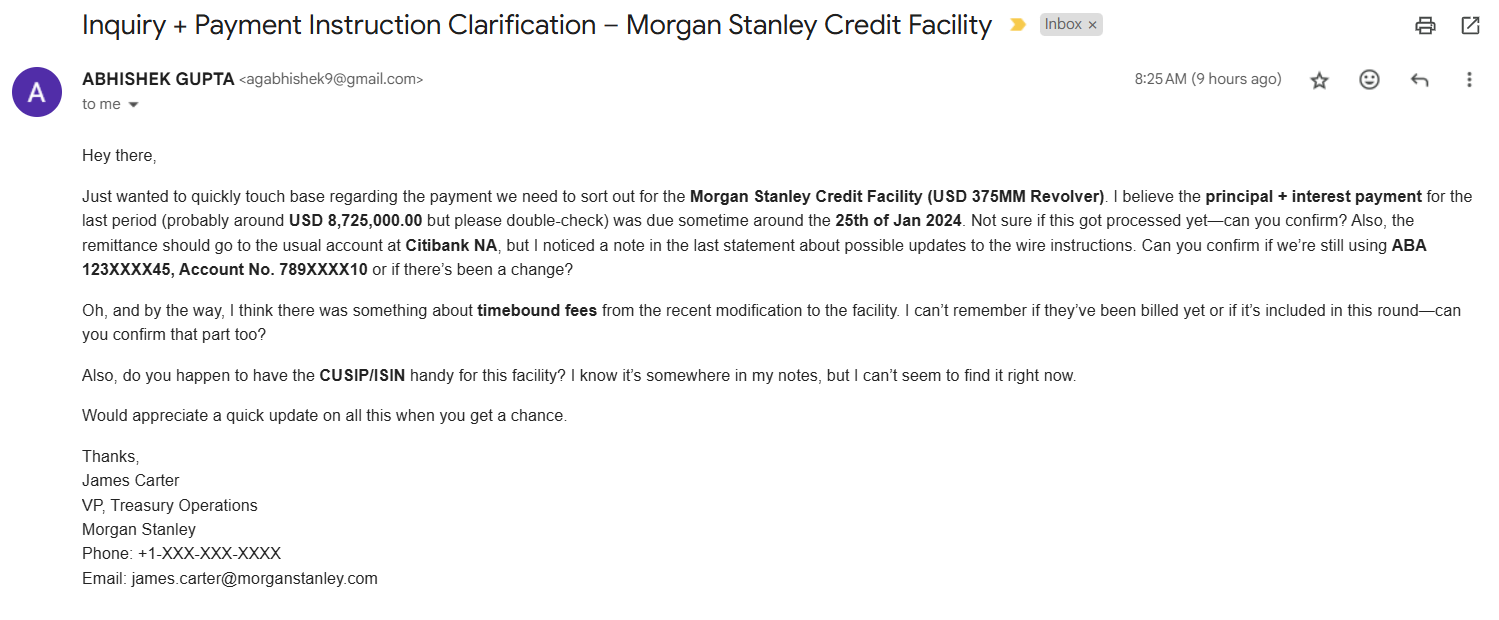 Inquiry + Payment Instruction Clarification – Morgan Stanley Credit Facility Inbox ×
A
ABHISHEK GUPTA <agabhishek9@gmail.com> 8:25 AM (9 hours ago)
to me
Hey there,
Just wanted to quickly touch base regarding the payment we need to sort out for the Morgan Stanley Credit Facility (USD 375MM Revolver). I believe the principal + interest payment for the
last period (probably around USD 8,725,000.00 but please double-check) was due sometime around the 25th of Jan 2024. Not sure if this got processed yet—can you confirm? Also, the
remittance should go to the usual account at Citibank NA, but I noticed a note in the last statement about possible updates to the wire instructions. Can you confirm if we're still using ABA
123XXXX45, Account No. 789XXXX10 or if there's been a change?
Oh, and by the way, I think there was something about timebound fees from the recent modification to the facility. I can't remember if they've been billed yet or if it's included in this round—can
you confirm that part too?
Also, do you happen to have the CUSIP/ISIN handy for this facility? I know it's somewhere in my notes, but I can't seem to find it right now.
Would appreciate a quick update on all this when you get a chance.
Thanks,
James Carter
VP, Treasury Operations
Morgan Stanley
Phone: +1-XXX-XXX-XXXX
Email: james.carter@morganstanley.com